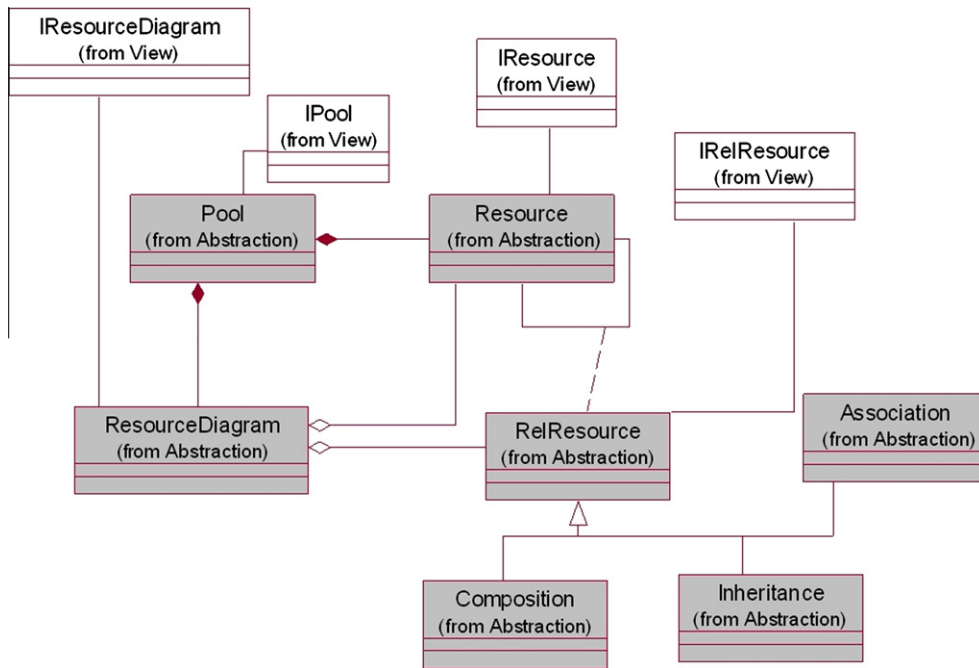 IResourceDiagram
(from View)
IResource
(from View)
IPool
(from View)
IRelResource
(from View)
Pool
(from Abstraction)
Resource
(from Abstraction)
ResourceDiagram
(from Abstraction)
RelResource
(from Abstraction)
Association
(from Abstraction)
Composition
(from Abstraction)
Inheritance
(from Abstraction)